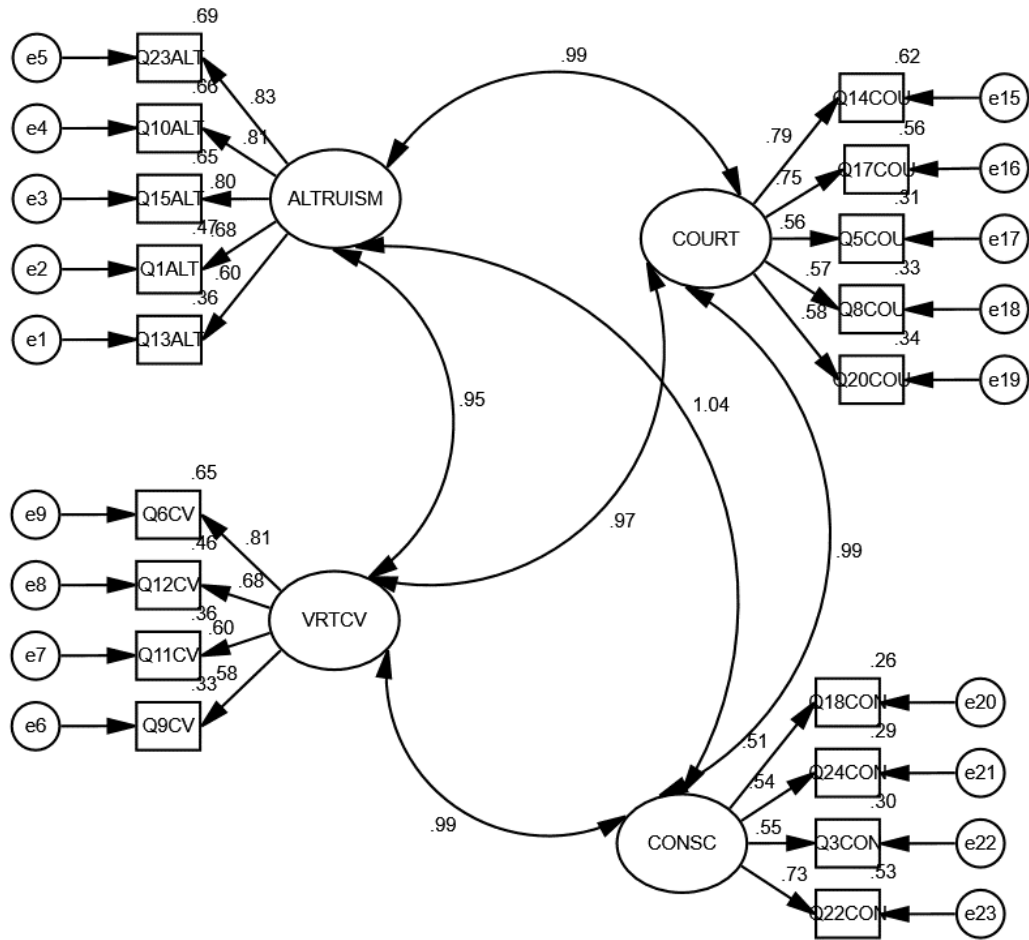 .69
e5 Q23ALT
.66
.83
e4 Q10ALT
.65
.81
e3 Q15ALT
.80
.47
.68
e2 Q1ALT
.36
.60
e1 Q13ALT
ALTRUISM
.99
COURT
.62
Q14COU e15
.79
.56
Q17COU e16
.75
.31
Q5COU e17
.56
.33
Q8COU e18
.57
.34
Q20COU e19
.58
.95
1.04
.97
.99
.65
e9 Q6CV
.46
.81
e8 Q12CV
.36
.68
e7 Q11CV
.33
.60
e6 Q9CV
.58
VRTCV
.99
CONSC
.26
Q18CON e20
.51
.29
Q24CON e21
.54
.30
Q3CON e22
.55
.53
Q22CON e23
.73